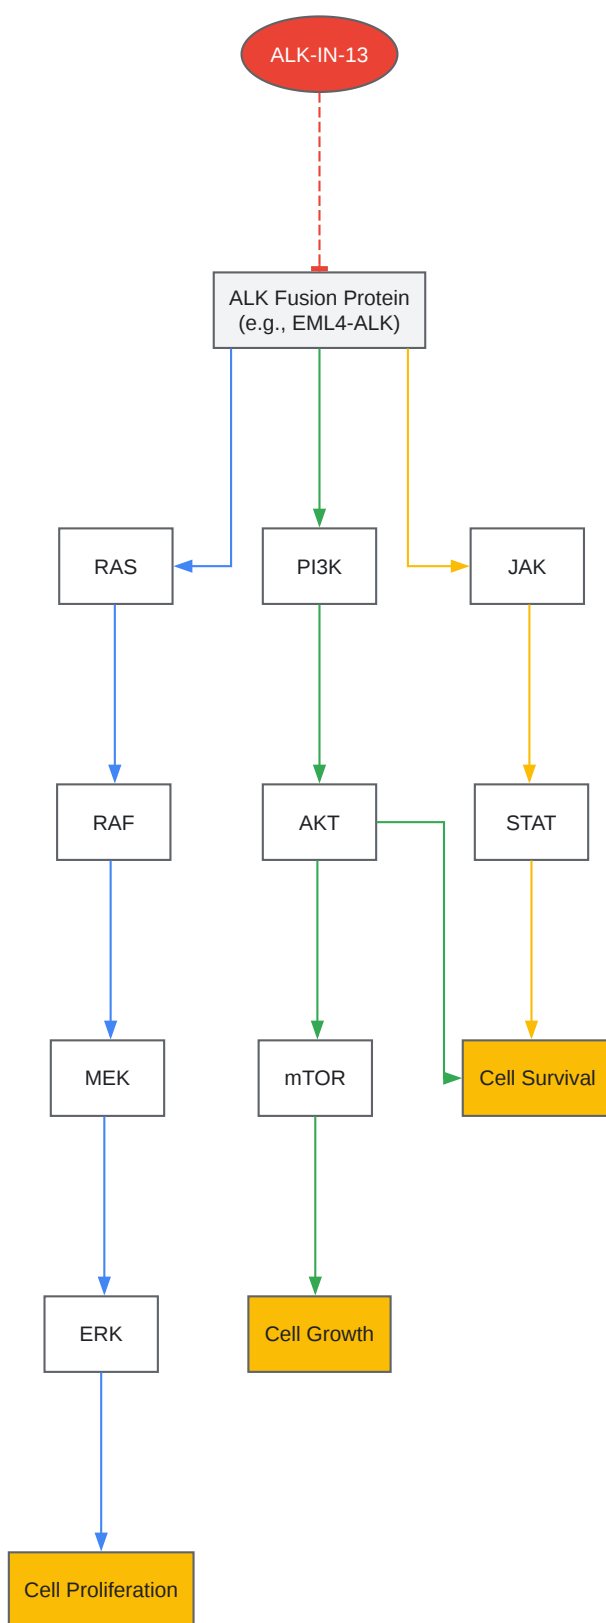 ALK-IN-13
ALK Fusion Protein
(e.g., EML4-ALK)
RAS
PI3K
JAK
RAF
AKT
STAT
MEK
mTOR
Cell Survival
ERK
Cell Growth
Cell Proliferation